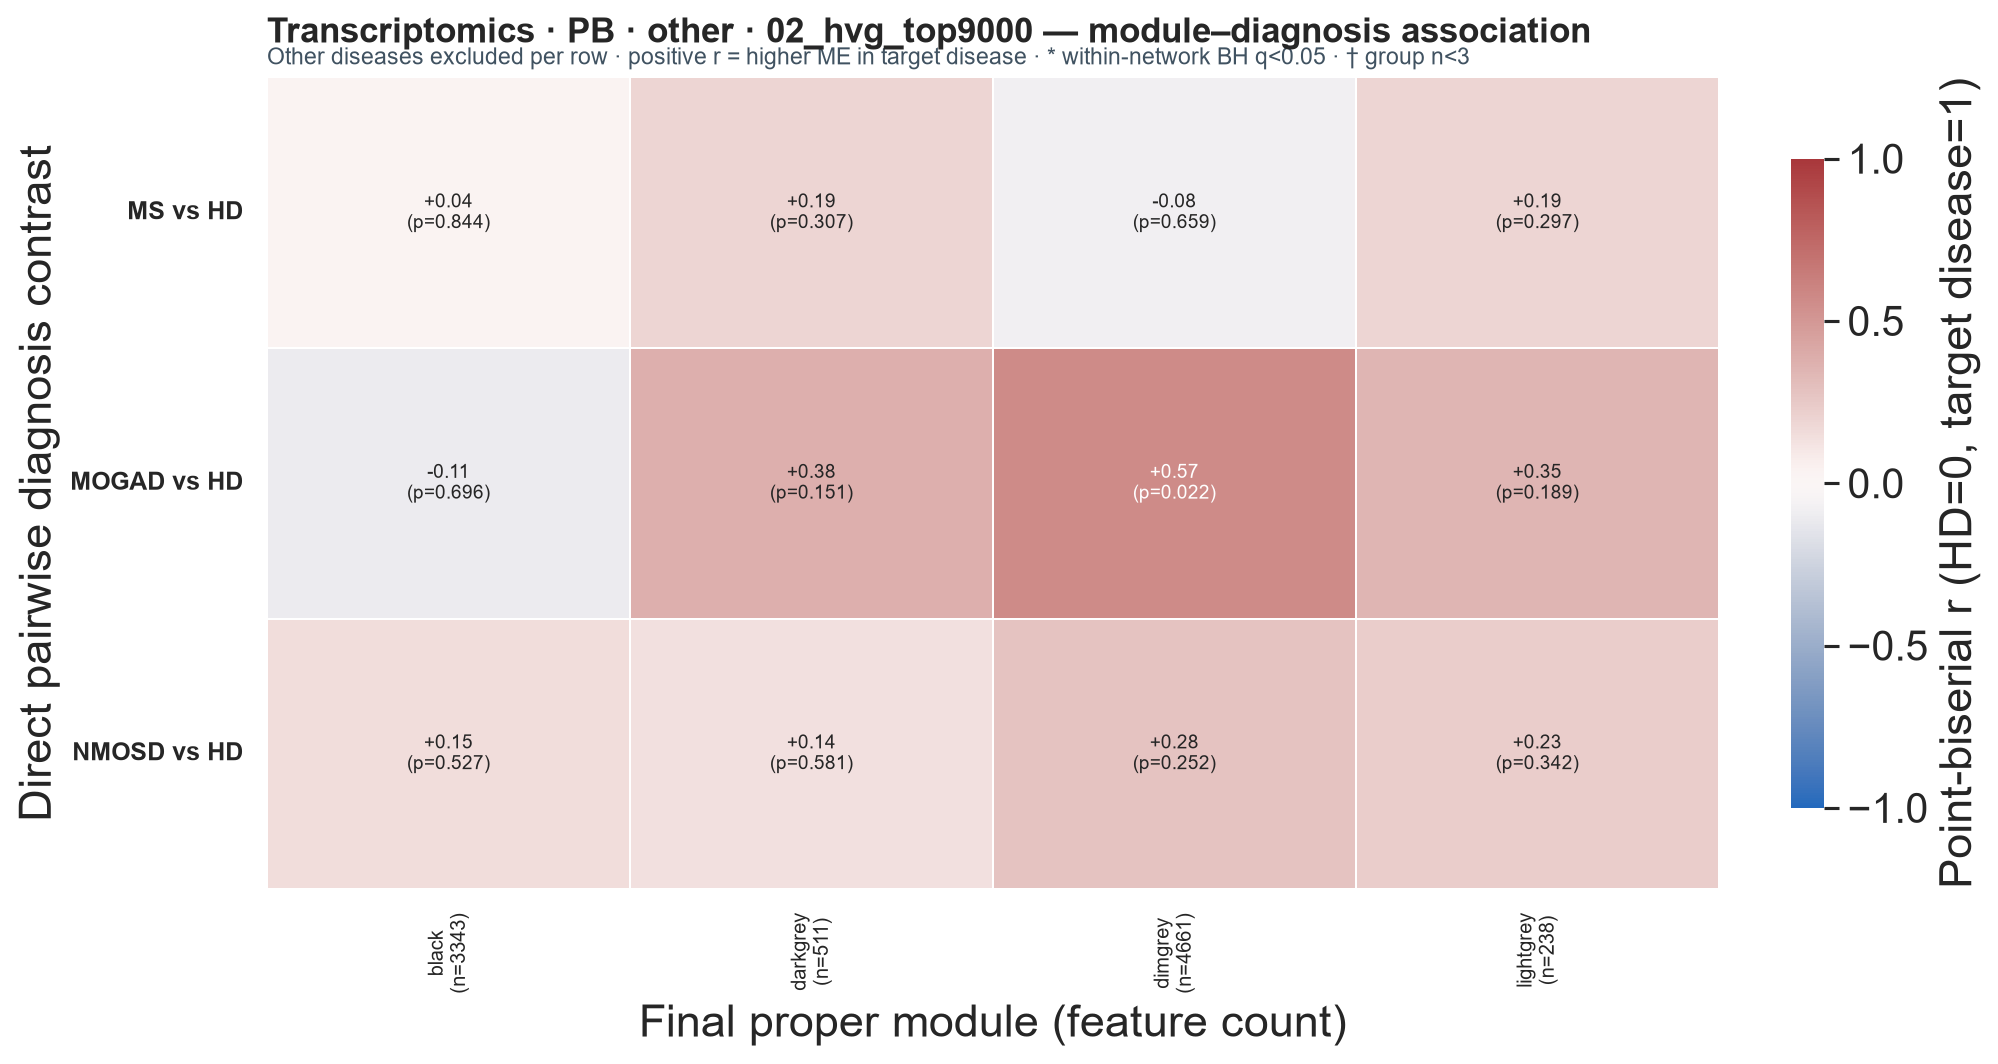 Transcriptomics · PB · other · 02_hvg_top9000 — module–diagnosis association
Other diseases excluded per row · positive r = higher ME in target disease · * within-network BH q<0.05 · † group n<3
Direct pairwise diagnosis contrast
MS vs HD
+0.04
(p=0.844)
+0.19
(p=0.307)
-0.08
(p=0.659)
+0.19
(p=0.297)
MOGAD vs HD
-0.11
(p=0.696)
+0.38
(p=0.151)
+0.57
(p=0.022)
+0.35
(p=0.189)
NMOSD vs HD
+0.15
(p=0.527)
+0.14
(p=0.581)
+0.28
(p=0.252)
+0.23
(p=0.342)
black
(n=3343)
darkgrey
(n=511)
dimgrey
(n=4661)
lightgrey
(n=238)
Final proper module (feature count)
1.0
0.5
0.0
−0.5
−1.0
Point-biserial r (HD=0, target disease=1)